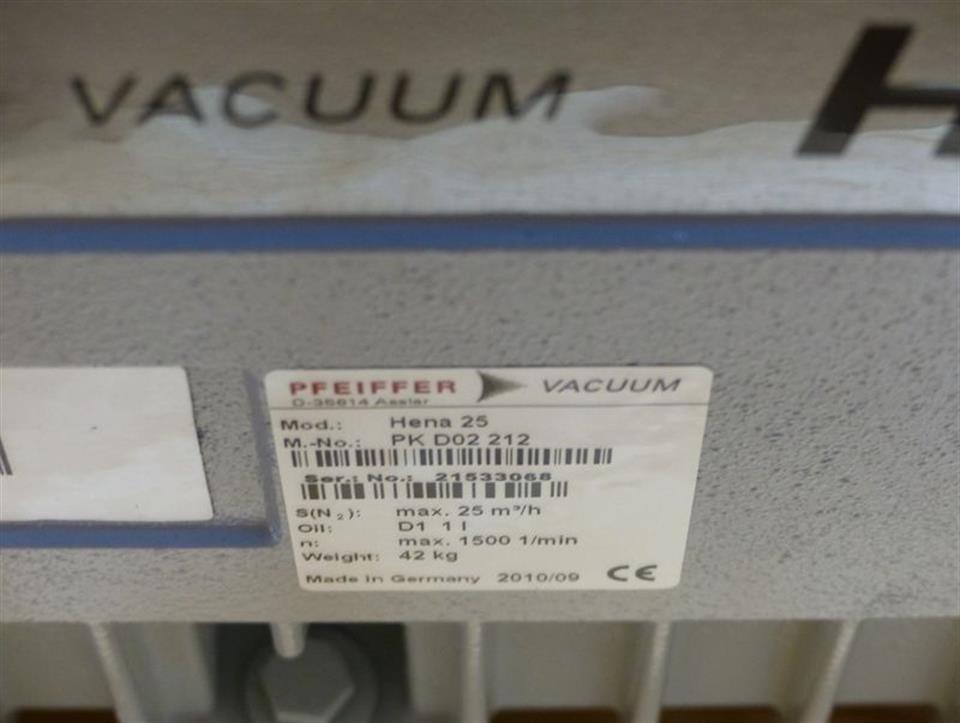 VACUUM H
PFEIFFER VACUUM
D-35614 Asslar
Mod.: Hena 25
M.-No.: PK D02 212
Ser.: No.: 21533068
S(N₂): max. 25 m³/h
Oil: D1 1 l
n: max. 1500 1/min
Weight: 42 kg
Made in Germany 2010/09 CE